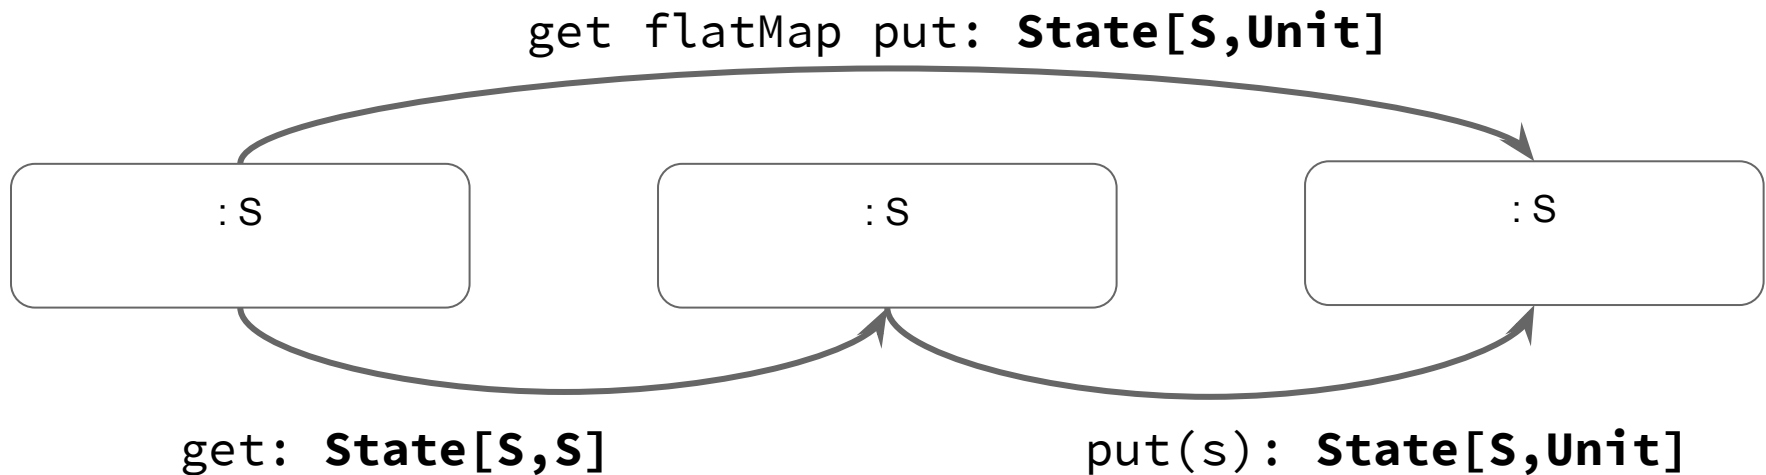 get flatMap put: State[S,Unit]
: S
: S
: S
get: State[S,S]
put(s): State[S,Unit]